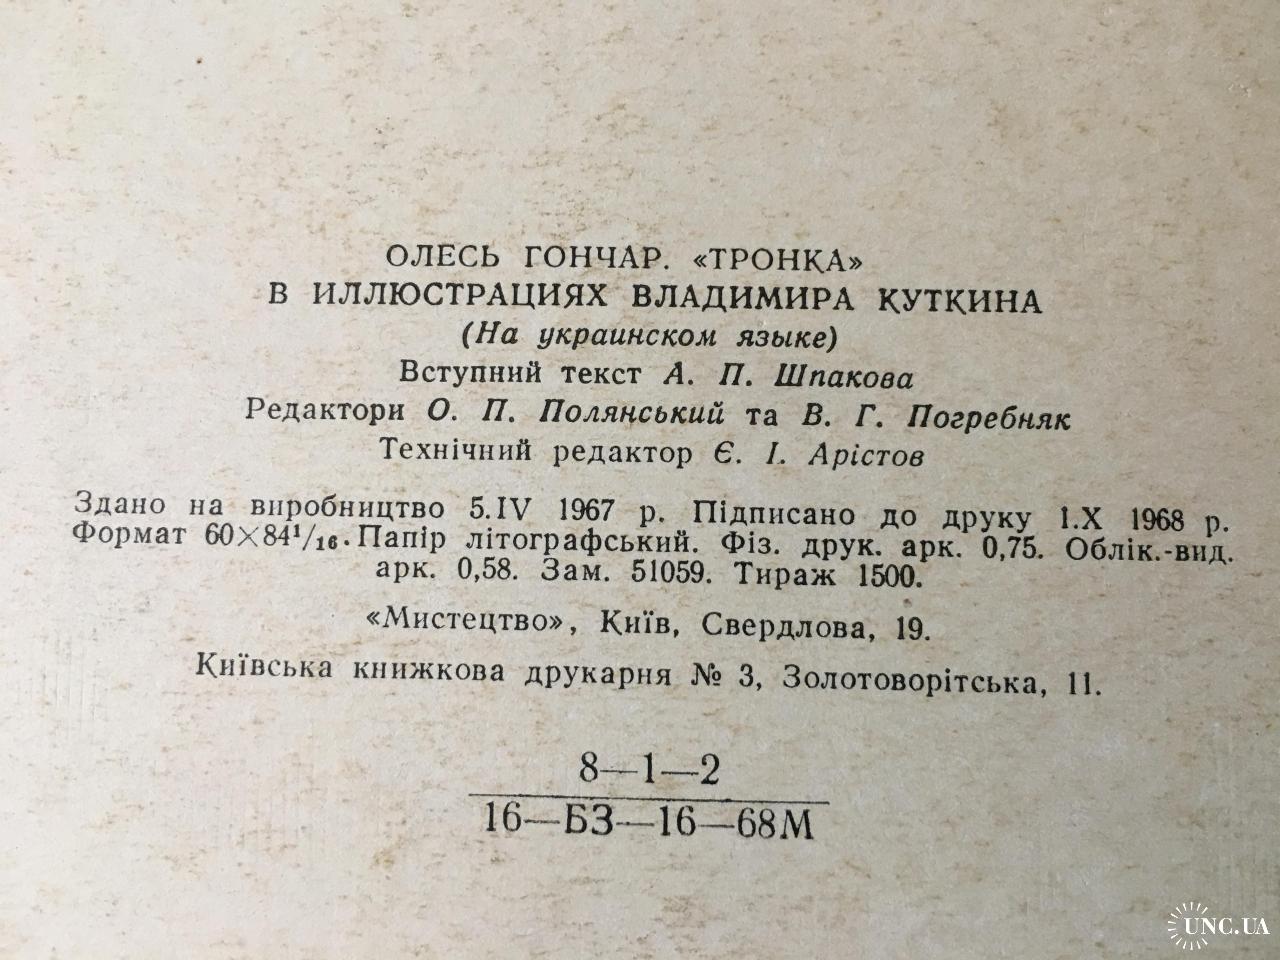 ОЛЕСЬ ГОНЧАР. «ТРОНКА»
В ИЛЛЮСТРАЦИЯХ ВЛАДИМИРА КУТКИНА
(На украинском языке)
Вступний текст А. П. Шпакова
Редактори О. П. Полянський та В. Г. Погребняк
Технічний редактор Є. І. Арістов
Здано на виробництво 5.IV 1967 р. Підписано до друку 1.X 1968 р.
Формат 60×84¹/₁₆. Папір літографський. Фіз. друк. арк. 0,75. Облік.-вид.
арк. 0,58. Зам. 51059. Тираж 1500.
«Мистецтво», Київ, Свердлова, 19.
Київська книжкова друкарня № 3, Золотоворітська, 11.
8—1—2
16—БЗ—16—68М
UNC.UA